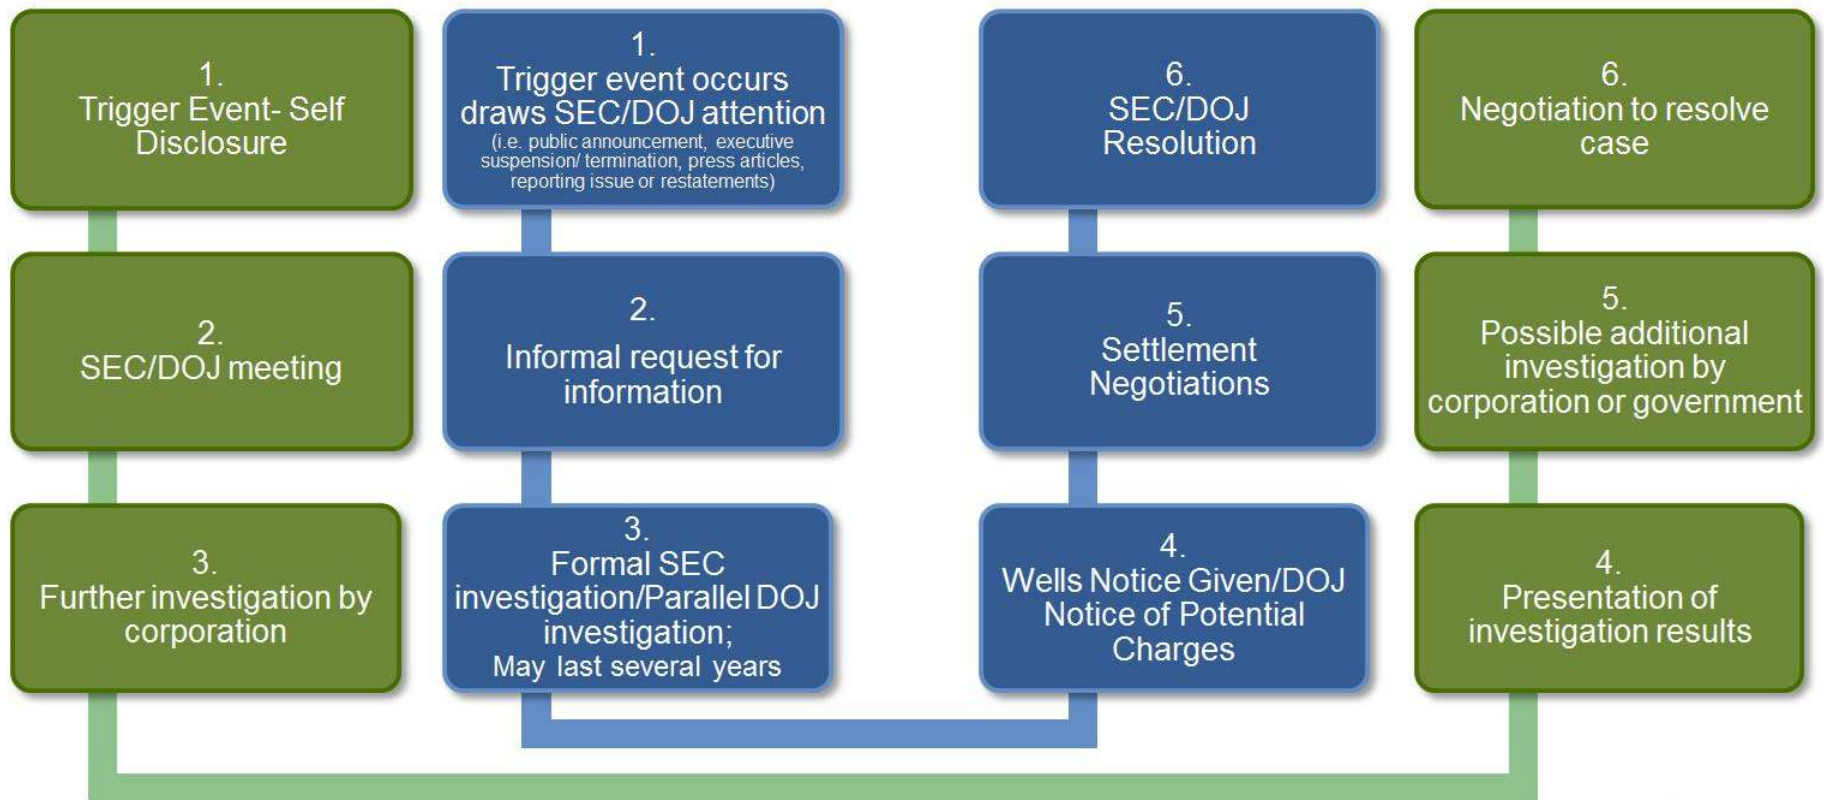 1.
Trigger Event- Self
Disclosure
2.
SEC/DOJ meeting
3.
Further investigation by
corporation
1.
Trigger event occurs
draws SEC/DOJ attention
(i.e. public announcement, executive
suspension/ termination, press articles,
reporting issue or restatements)
2.
Informal request for
information
3.
Formal SEC
investigation/Parallel DOJ
investigation;
May last several years
6.
SEC/DOJ
Resolution
5.
Settlement
Negotiations
4.
Wells Notice Given/DOJ
Notice of Potential
Charges
6.
Negotiation to resolve
case
5.
Possible additional
investigation by
corporation or government
4.
Presentation of
investigation results